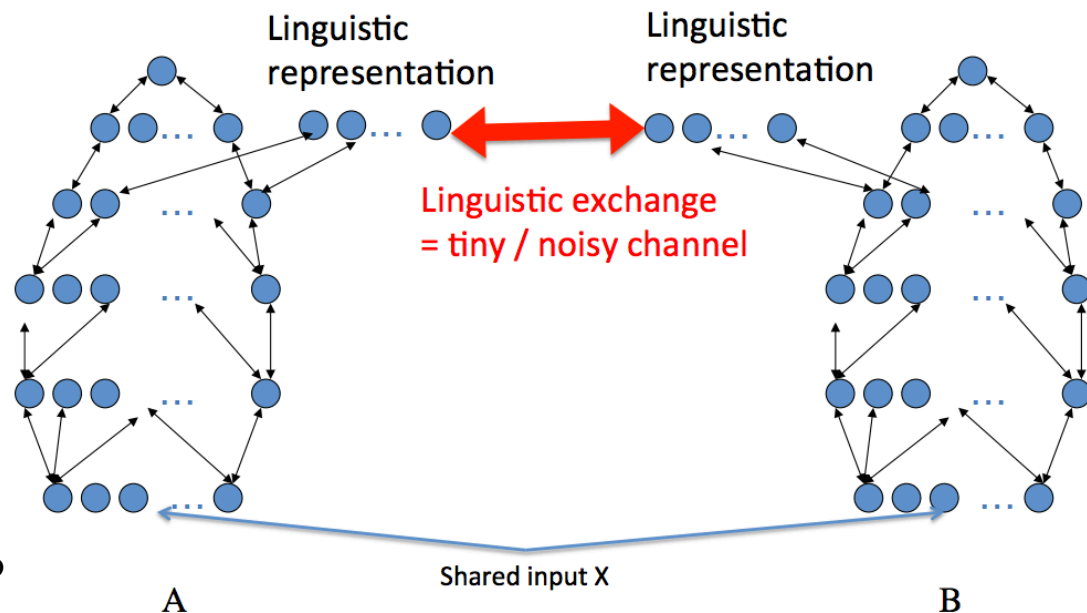 Linguistic
representation
Linguistic
representation
...
...
...
...
Linguistic exchange
= tiny / noisy channel
...
...
...
...
...
...
...
...
Shared input X
A
B